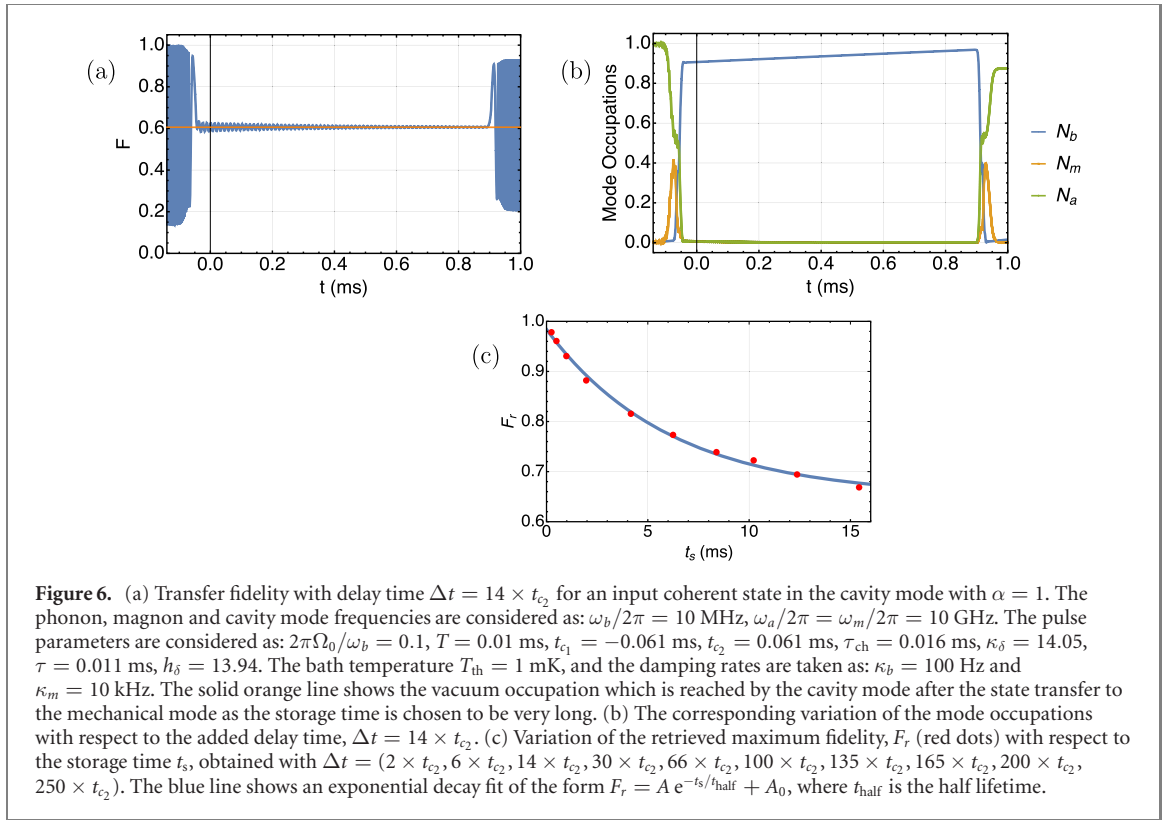 (a)
F
1.0
0.8
0.6
0.4
0.2
0.0
0.0 0.2 0.4 0.6 0.8 1.0
t (ms)
(b)
Mode Occupations
1.0
0.8
0.6
0.4
0.2
0.0
0.0 0.2 0.4 0.6 0.8 1.0
t (ms)
N_b
N_m
N_a
(c)
F_r
1.0
0.9
0.8
0.7
0.6
0 5 10 15
t_s (ms)
Figure 6. (a) Transfer fidelity with delay time Δt = 14 × t_{c_2} for an input coherent state in the cavity mode with α = 1. The
phonon, magnon and cavity mode frequencies are considered as: ω_b/2π = 10 MHz, ω_a/2π = ω_m/2π = 10 GHz. The pulse
parameters are considered as: 2πΩ_0/ω_b = 0.1, T = 0.01 ms, t_{c_1} = −0.061 ms, t_{c_2} = 0.061 ms, τ_ch = 0.016 ms, κ_δ = 14.05,
τ = 0.011 ms, h_δ = 13.94. The bath temperature T_th = 1 mK, and the damping rates are taken as: κ_b = 100 Hz and
κ_m = 10 kHz. The solid orange line shows the vacuum occupation which is reached by the cavity mode after the state transfer to
the mechanical mode as the storage time is chosen to be very long. (b) The corresponding variation of the mode occupations
with respect to the added delay time, Δt = 14 × t_{c_2}. (c) Variation of the retrieved maximum fidelity, F_r (red dots) with respect to
the storage time t_s, obtained with Δt = (2 × t_{c_2}, 6 × t_{c_2}, 14 × t_{c_2}, 30 × t_{c_2}, 66 × t_{c_2}, 100 × t_{c_2}, 135 × t_{c_2}, 165 × t_{c_2}, 200 × t_{c_2},
250 × t_{c_2}). The blue line shows an exponential decay fit of the form F_r = A e^{−t_s/t_half} + A_0, where t_half is the half lifetime.